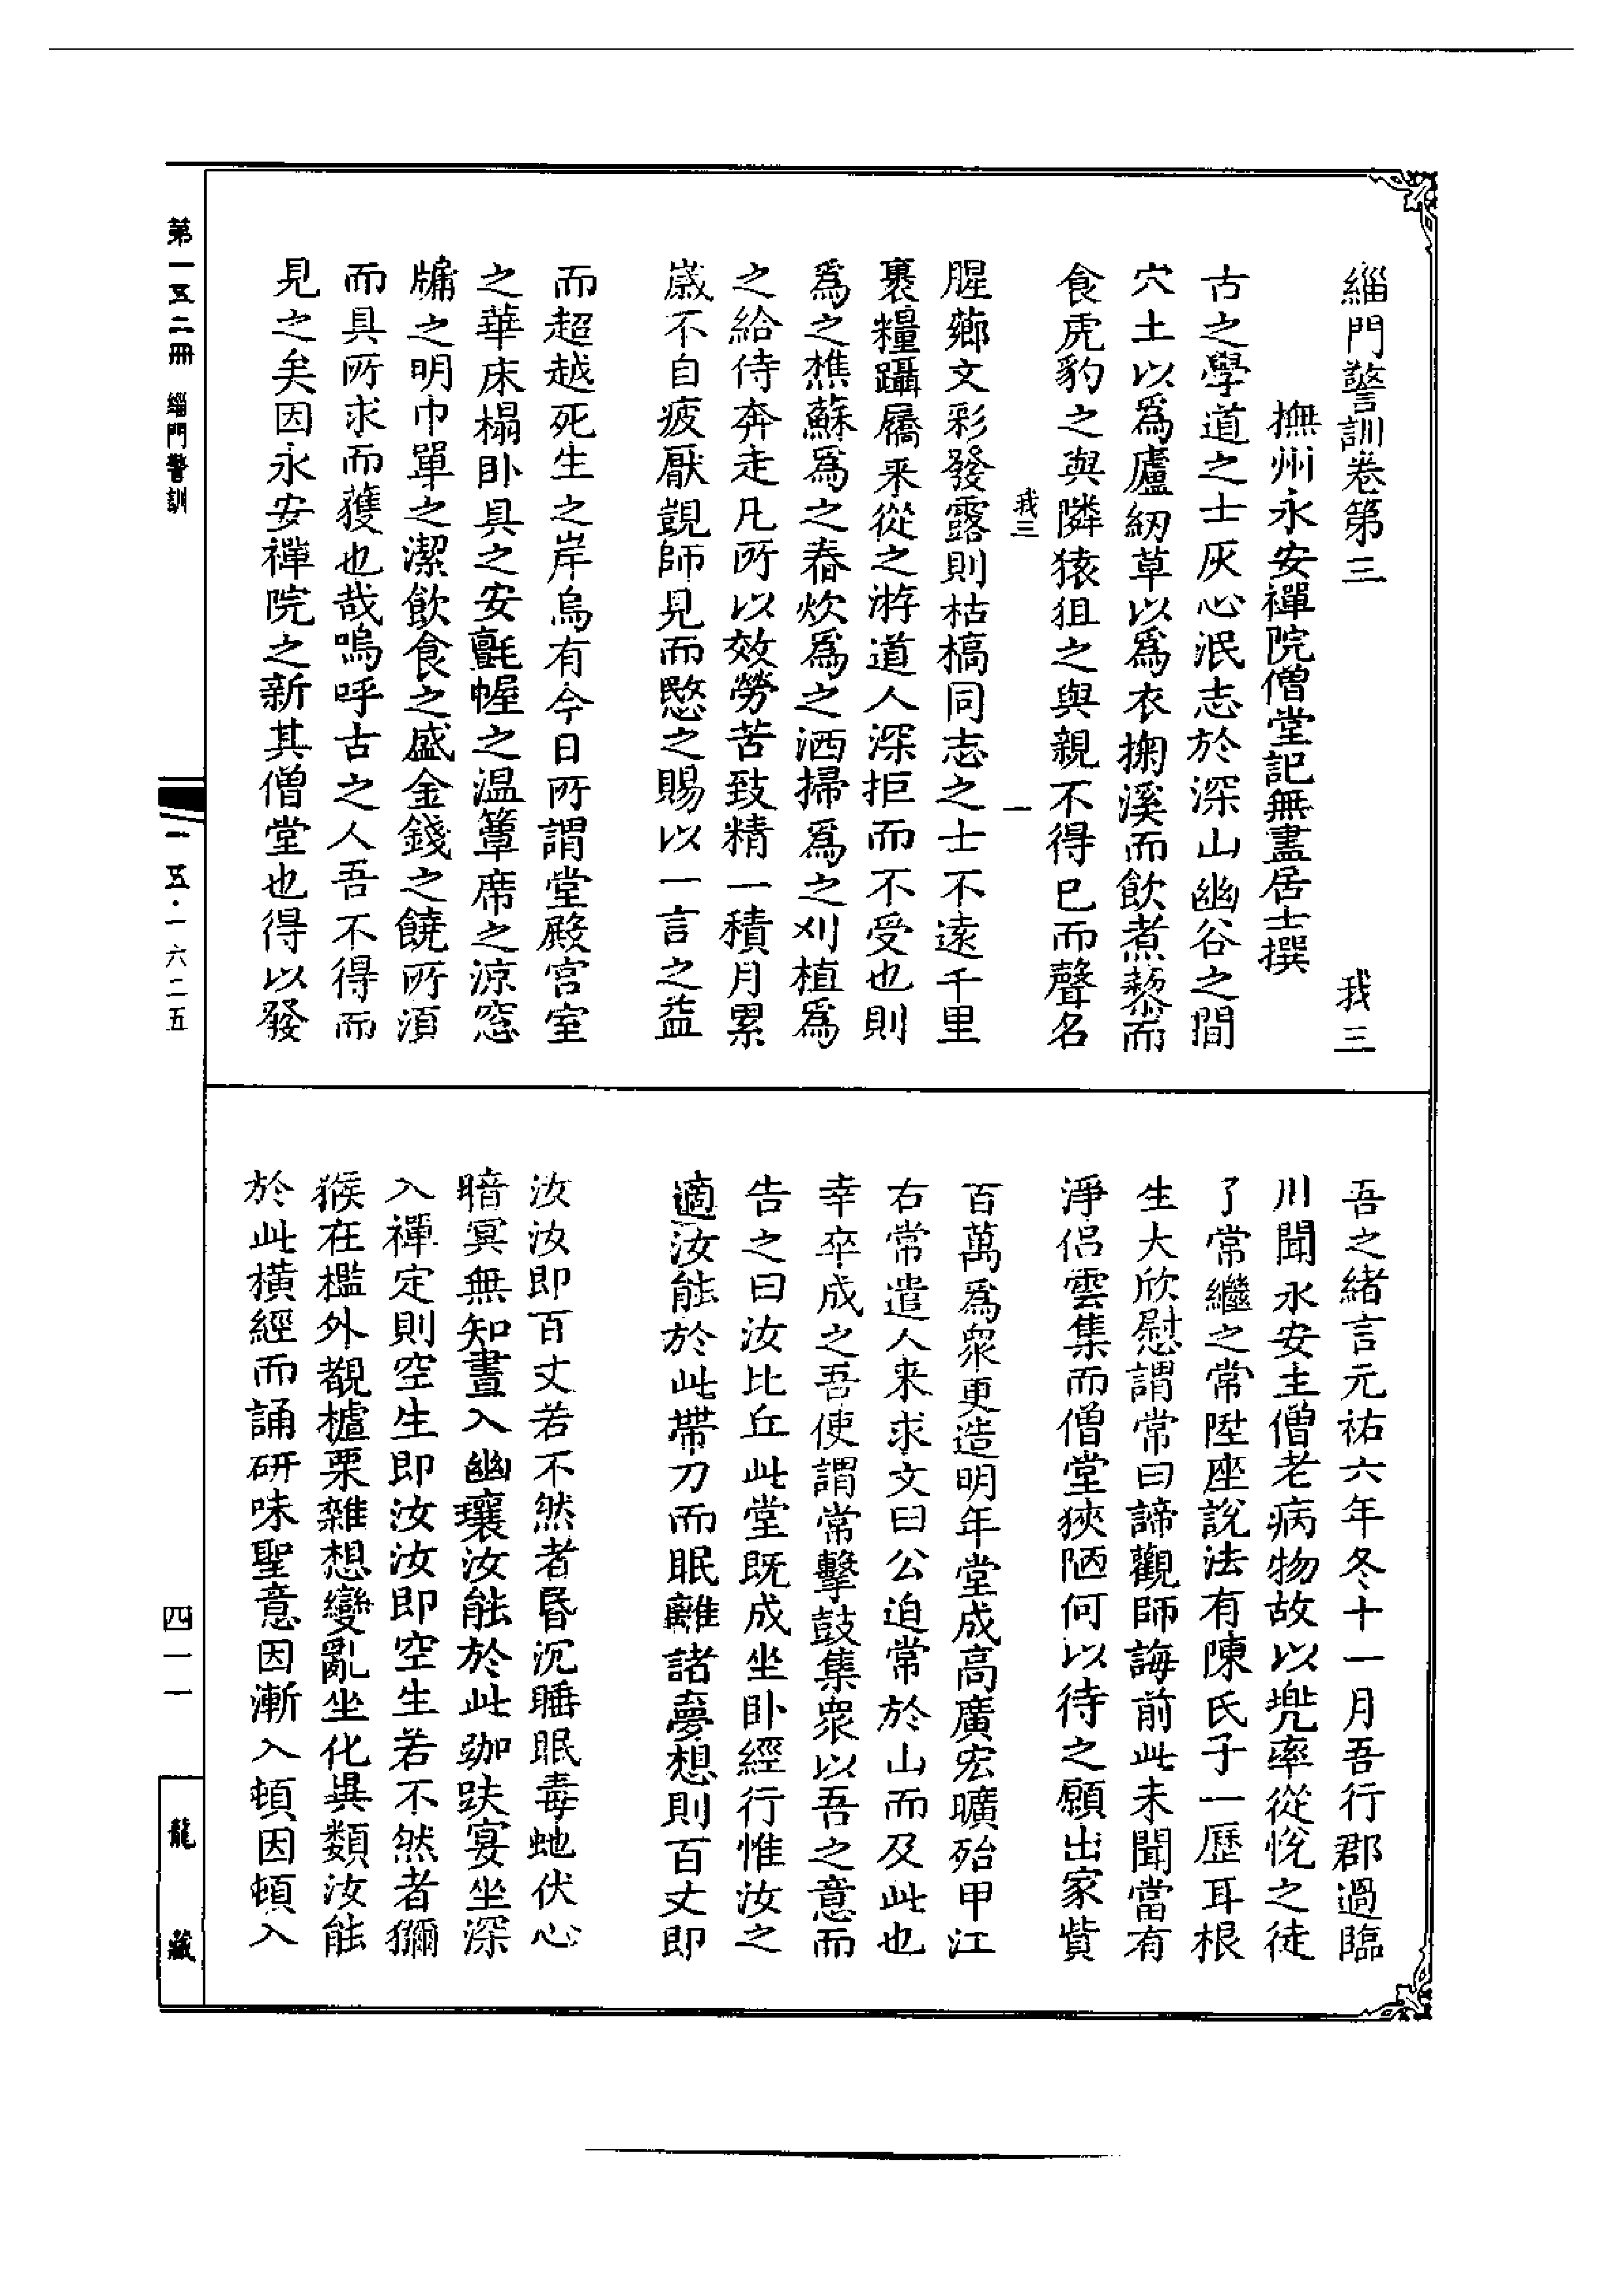 緇門警訓卷第三　我三
撫州永安禪院僧堂記無盡居士撰
古之學道之士灰心泯志於深山幽谷之間
穴土以爲廬紉草以爲衣掬溪而飲煮藜而
食虎豹之與隣猿狙之與親不得已而聲名
我三　一
腥薌文彩發露則枯槁同志之士不遠千里
裹糧躡屩来從之游道人深拒而不受也則
爲之樵蘇爲之舂炊爲之洒掃爲之刈植爲
之給侍奔走凡所以效勞苦致精一積月累
歲不自疲厭覬師見而愍之賜以一言之益
而超越死生之岸烏有今日所謂堂殿宮室
之華床榻卧具之安氈幄之温簟席之涼窓
牖之明巾單之潔飲食之盛金錢之饒所須
而具所求而獲也哉嗚呼古之人吾不得而
見之矣因永安禪院之新其僧堂也得以發
吾之緒言元祐六年冬十一月吾行郡過臨
川聞永安主僧老病物故以兠率從恱之徒
了常繼之常陞座說法有陳氏子一歷耳根
生大欣慰謂常曰諦觀師誨前此未聞當有
淨侣雲集而僧堂狹陋何以待之願出家貲
百萬爲衆更造明年堂成髙廣宏曠殆甲江
右常遣人来求文曰公迫常於山而及此也
幸卒成之吾使謂常擊鼓集衆以吾之意而
告之曰汝比丘此堂既成坐卧經行惟汝之
適汝能於此帶刀而眠離諸夢想則百丈即
汝汝即百丈若不然者昏沉睡眠毒虵伏心
暗冥無知晝入幽壤汝能於此跏趺宴坐深
入禪定則空生即汝汝即空生若不然者獼
猴在檻外覩樝栗雜想變亂坐化異類汝能
於此橫經而誦研味聖意因漸入頓因頓入
第一五二冊　緇門警訓
一五·一六二五
四一一
龍藏